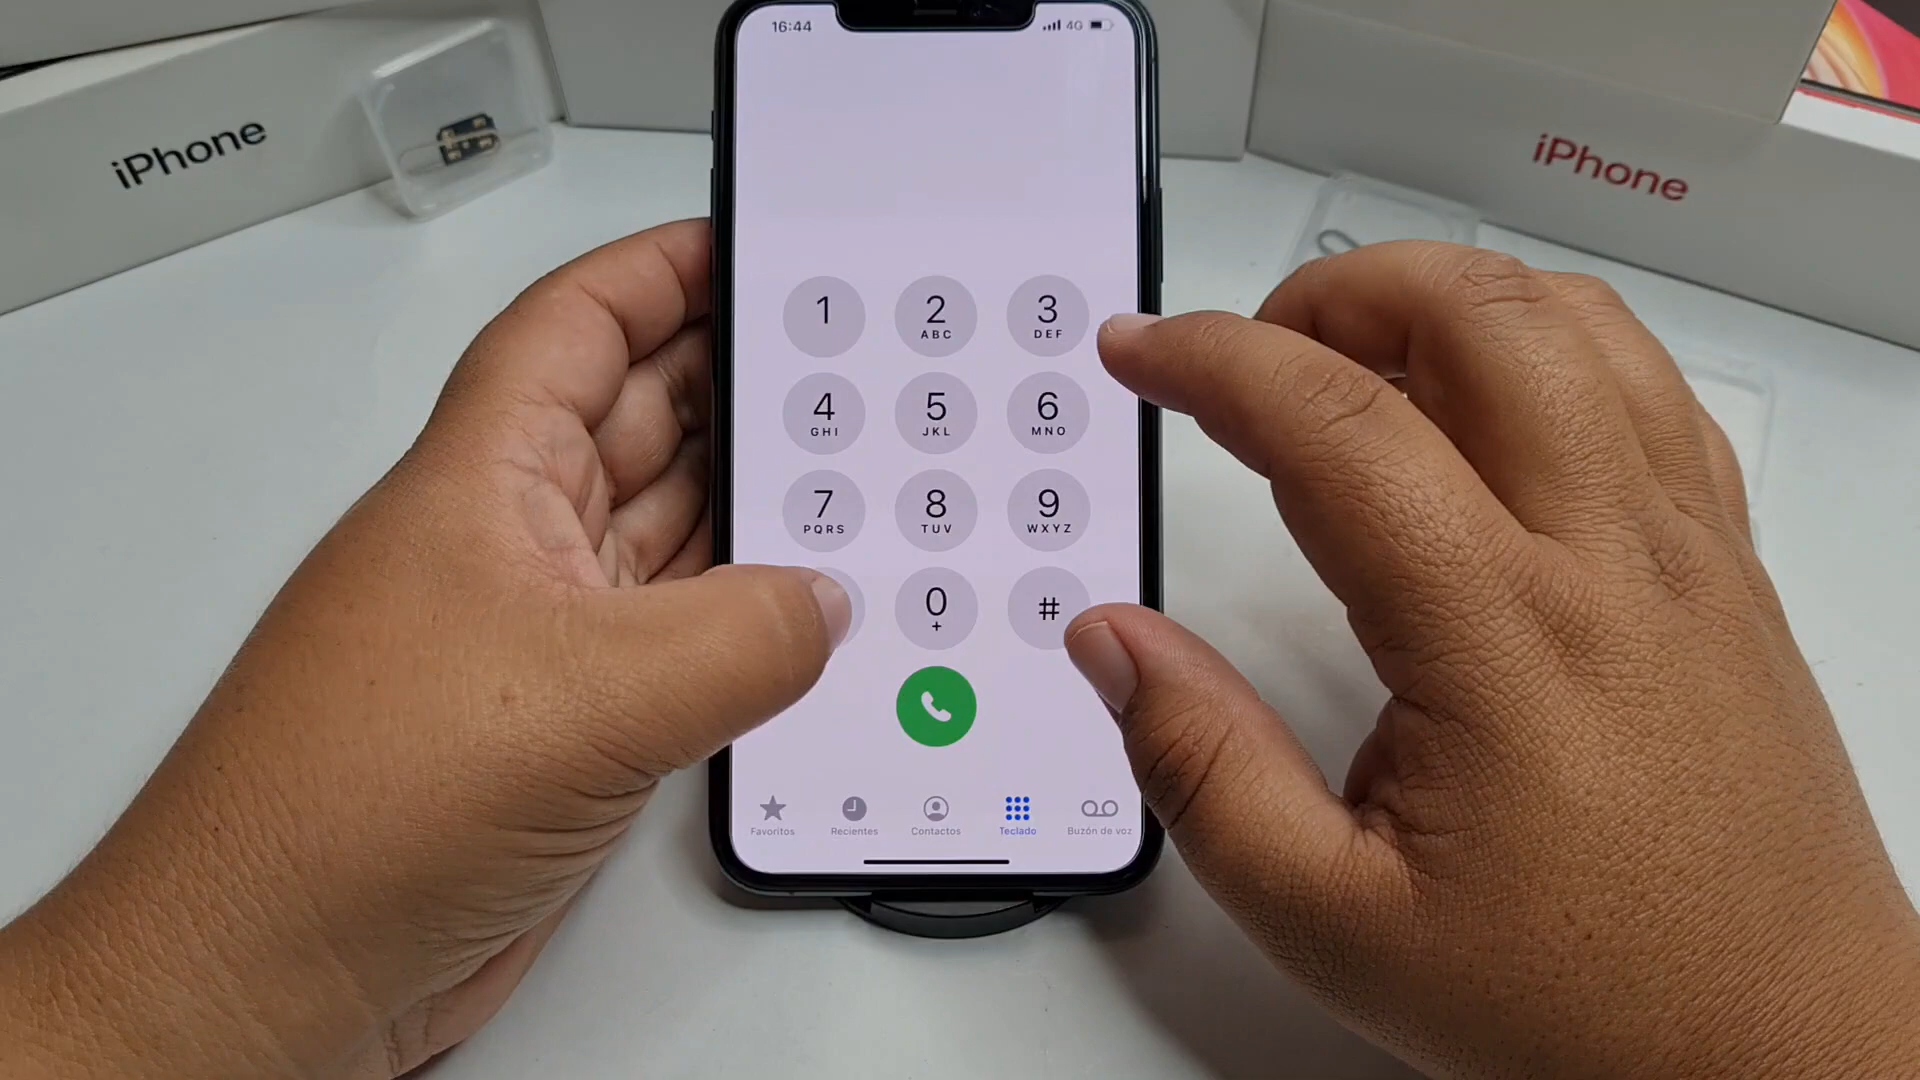 16:44 4G
iPhone
iPhone
1 2 3
ABC DEF
4 5 6
GHI JKL MNO
7 8 9
PQRS TUV WXYZ
0 #
+
Favoritos Recientes Contactos Teclado Buzón de voz